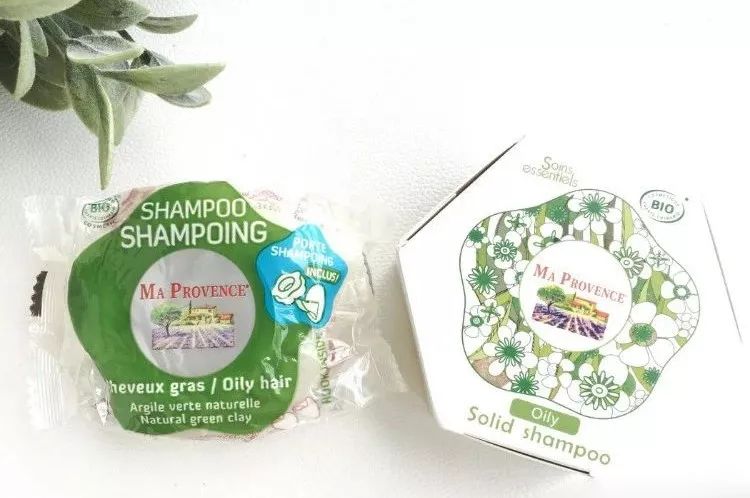 BIO
SHAMPOO
SHAMPOING
PORTE
SHAMPOING
INCLUS!
MA PROVENCE
Cheveux gras / Oily hair
Argile verte naturelle
Natural green clay
Soins
essentiels
BIO
MA PROVENCE
Oily
Solid shampoo